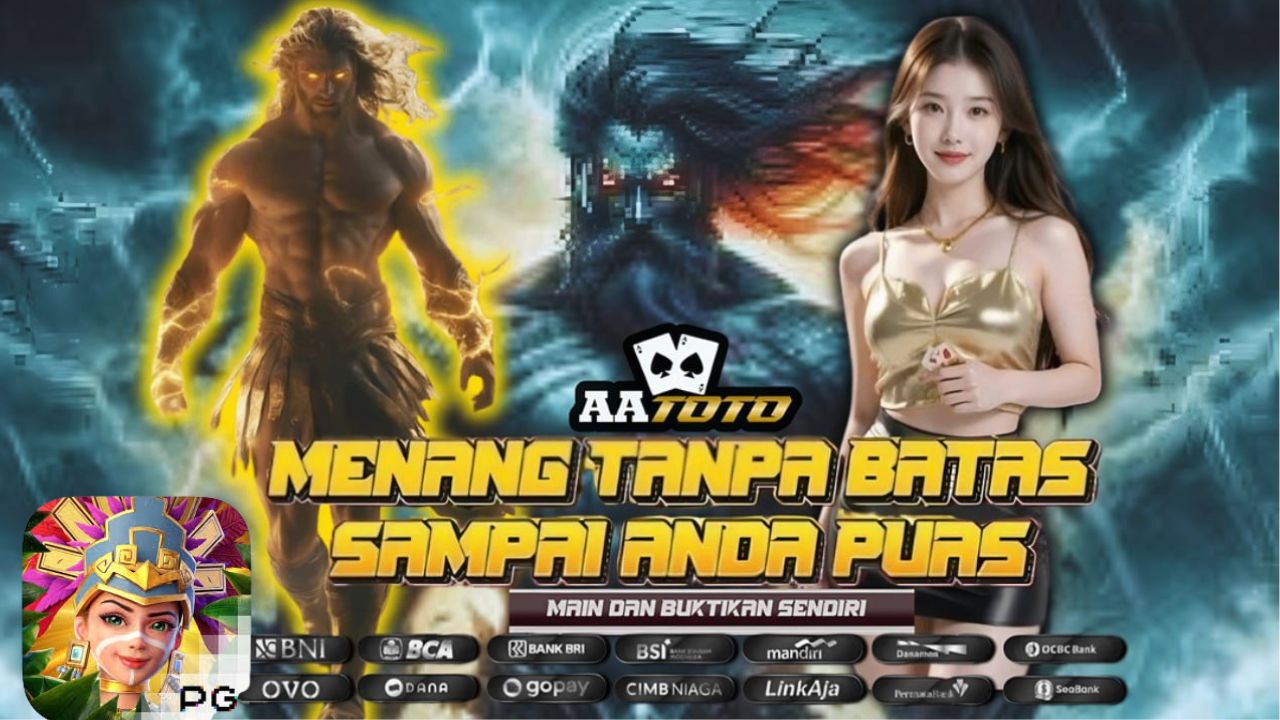 AATOTO
MENANG TANPA BATAS
SAMPAI ANDA PUAS
MAIN DAN BUKTIKAN SENDIRI
BNI BCA BANK BRI BSI mandiri Danamon OCBC Bank
OVO DANA gopay CIMB NIAGA LinkAja PermataBank SeaBank
PG